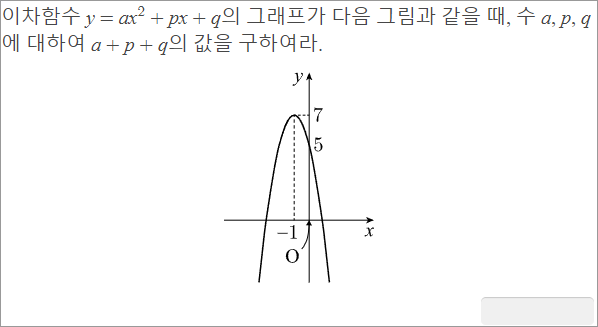 이차함수 y = ax² + px + q의 그래프가 다음 그림과 같을 때, 수 a, p, q
에 대하여 a + p + q의 값을 구하여라.
y
7
5
−1
x
O